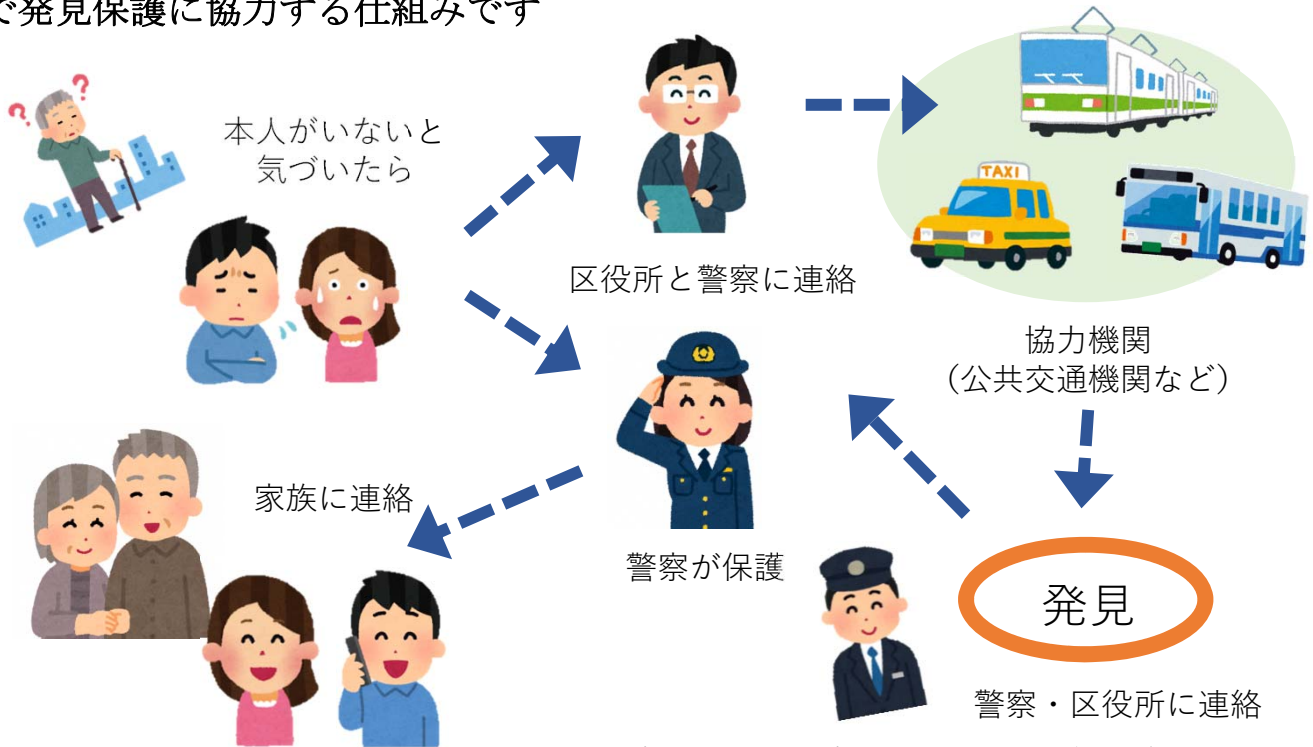 で発見保護に協力する仕組みです
? ?
本人がいないと
気づいたら
TAXI
区役所と警察に連絡
協力機関
（公共交通機関など）
家族に連絡
警察が保護
発見
警察・区役所に連絡